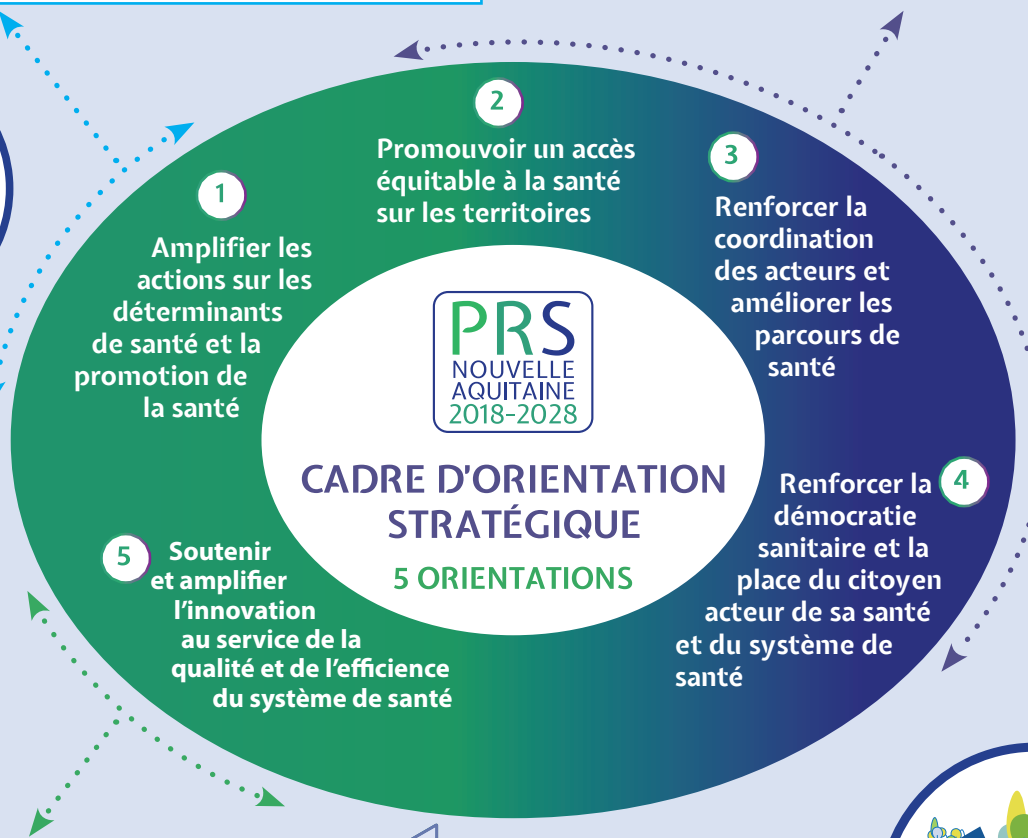 2
Promouvoir un accès
équitable à la santé
sur les territoires
1
Amplifier les
actions sur les
déterminants
de santé et la
promotion de
la santé
3
Renforcer la
coordination
des acteurs et
améliorer les
parcours de
santé
PRS
NOUVELLE
AQUITAINE
2018-2028
CADRE D'ORIENTATION
STRATÉGIQUE
5 ORIENTATIONS
4
Renforcer la
démocratie
sanitaire et la
place du citoyen
acteur de sa santé
et du système de
santé
5
Soutenir
et amplifier
l’innovation
au service de la
qualité et de l’efficience
du système de santé